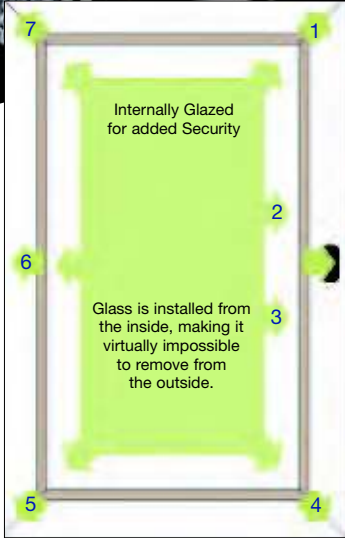 7
1
Internally Glazed
for added Security
2
6
Glass is installed from
the inside, making it
3
virtually impossible
to remove from
the outside.
5
4